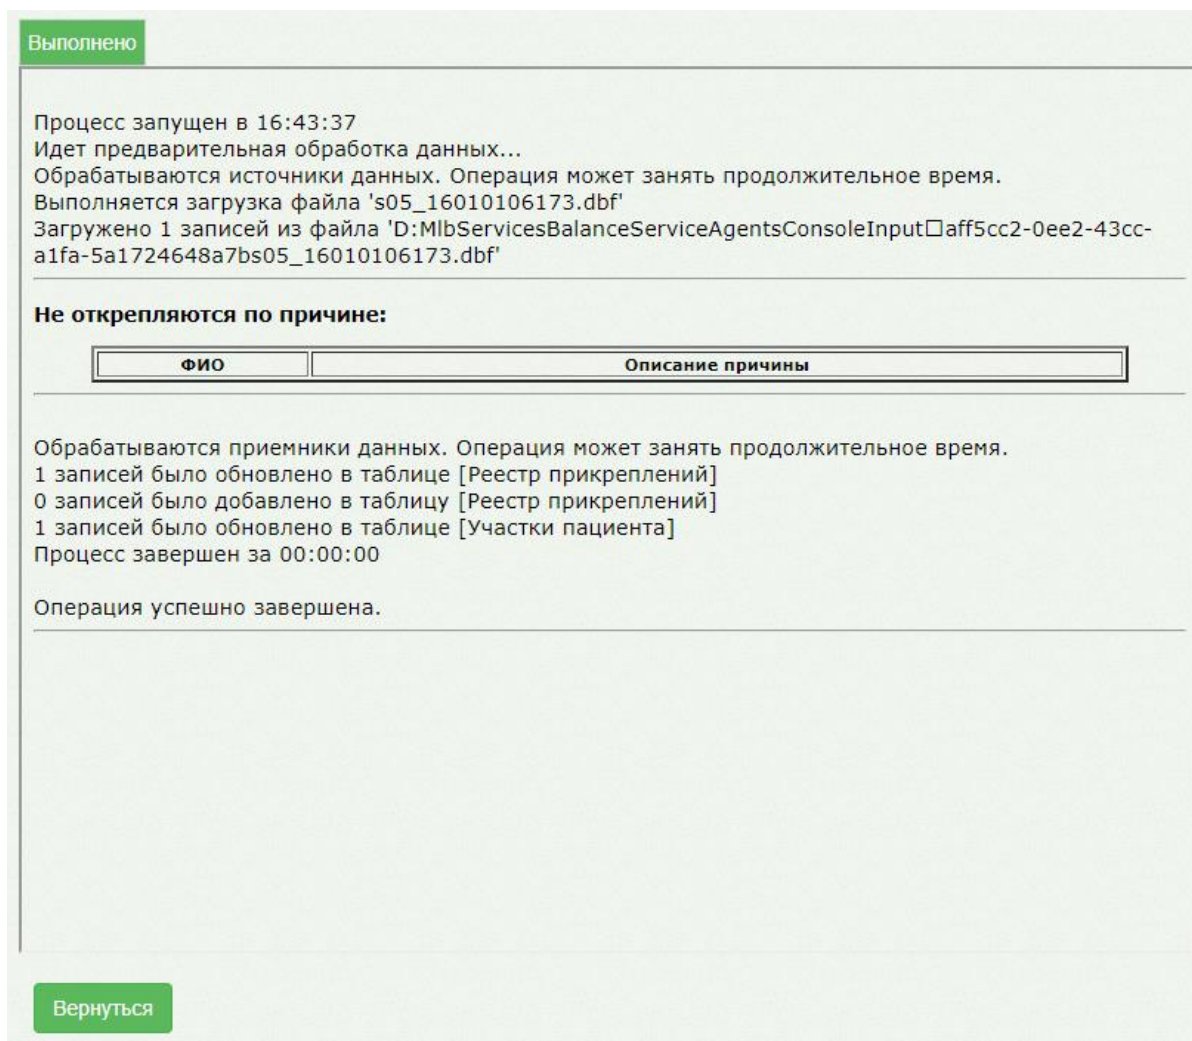 Выполнено
Процесс запущен в 16:43:37
Идет предварительная обработка данных...
Обрабатываются источники данных. Операция может занять продолжительное время.
Выполняется загрузка файла 's05_16010106173.dbf'
Загружено 1 записей из файла 'D:MlbServicesBalanceServiceAgentsConsoleInput□aff5cc2-0ee2-43cc-
a1fa-5a1724648a7bs05_16010106173.dbf'
Не открепляются по причине:
ФИО Описание причины
Обрабатываются приемники данных. Операция может занять продолжительное время.
1 записей было обновлено в таблице [Реестр прикреплений]
0 записей было добавлено в таблицу [Реестр прикреплений]
1 записей было обновлено в таблице [Участки пациента]
Процесс завершен за 00:00:00
Операция успешно завершена.
Вернуться